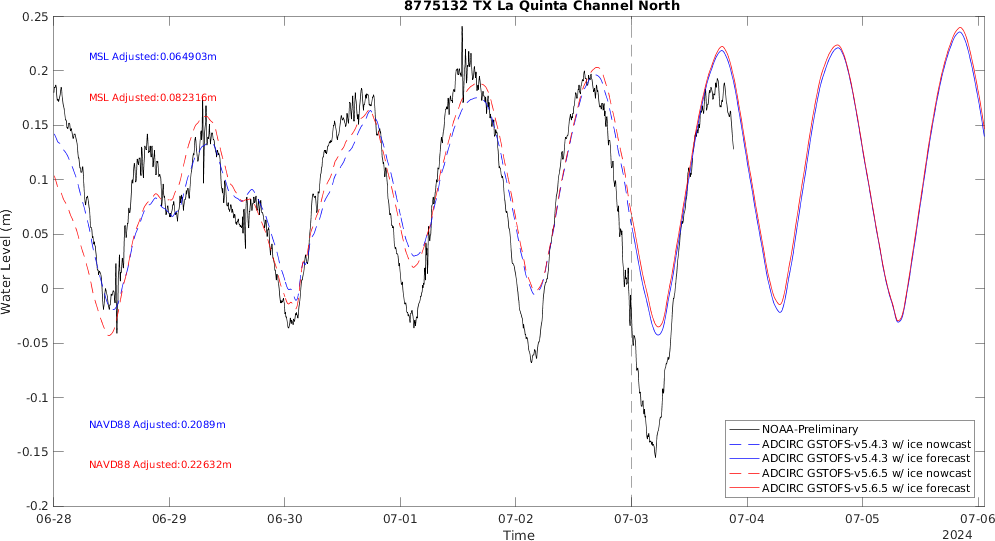 8775132 TX La Quinta Channel North
0.25
0.2
0.15
0.1
0.05
0
-0.05
-0.1
-0.15
-0.2
Water Level (m)
MSL Adjusted:0.064903m
MSL Adjusted:0.082316m
NAVD88 Adjusted:0.2089m
NAVD88 Adjusted:0.22632m
NOAA-Preliminary
ADCIRC GSTOFS-v5.4.3 w/ ice nowcast
ADCIRC GSTOFS-v5.4.3 w/ ice forecast
ADCIRC GSTOFS-v5.6.5 w/ ice nowcast
ADCIRC GSTOFS-v5.6.5 w/ ice forecast
06-28 06-29 06-30 07-01 07-02 07-03 07-04 07-05 07-06
Time
2024